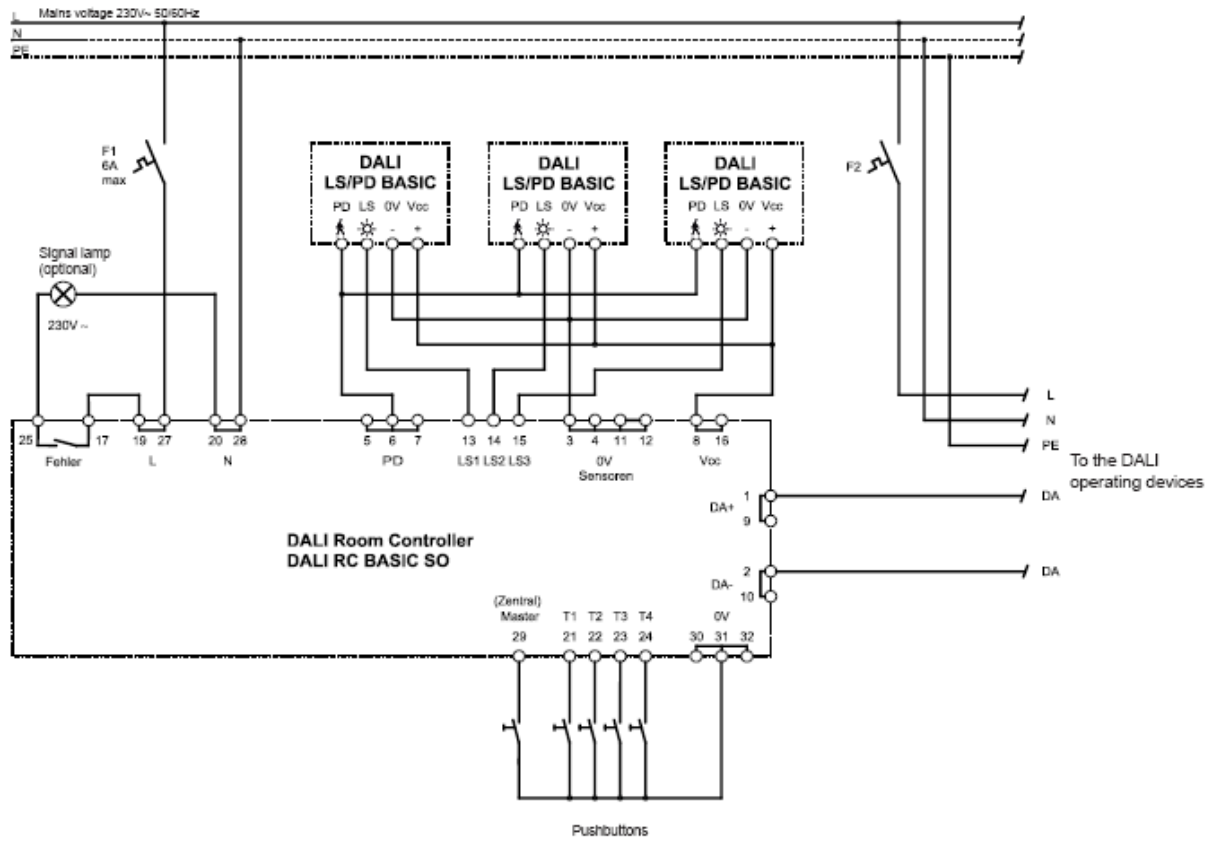 L Mains voltage 230V~ 50/60Hz
N
PE
F1
6A
max
F2
DALI
LS/PD BASIC
PD LS 0V Vcc
- +
DALI
LS/PD BASIC
PD LS 0V Vcc
- +
DALI
LS/PD BASIC
PD LS 0V Vcc
- +
Signal lamp
(optional)
230V ~
L
N
PE
To the DALI
operating devices
DA
DA
25 17 19 27 20 28 5 6 7 13 14 15 3 4 11 12 8 16
Fehler L N PD LS1 LS2 LS3 0V Vcc
Sensoren
1
DA+
9
2
DA-
10
DALI Room Controller
DALI RC BASIC SO
(Zentral)
Master T1 T2 T3 T4 0V
29 21 22 23 24 30 31 32
Pushbuttons